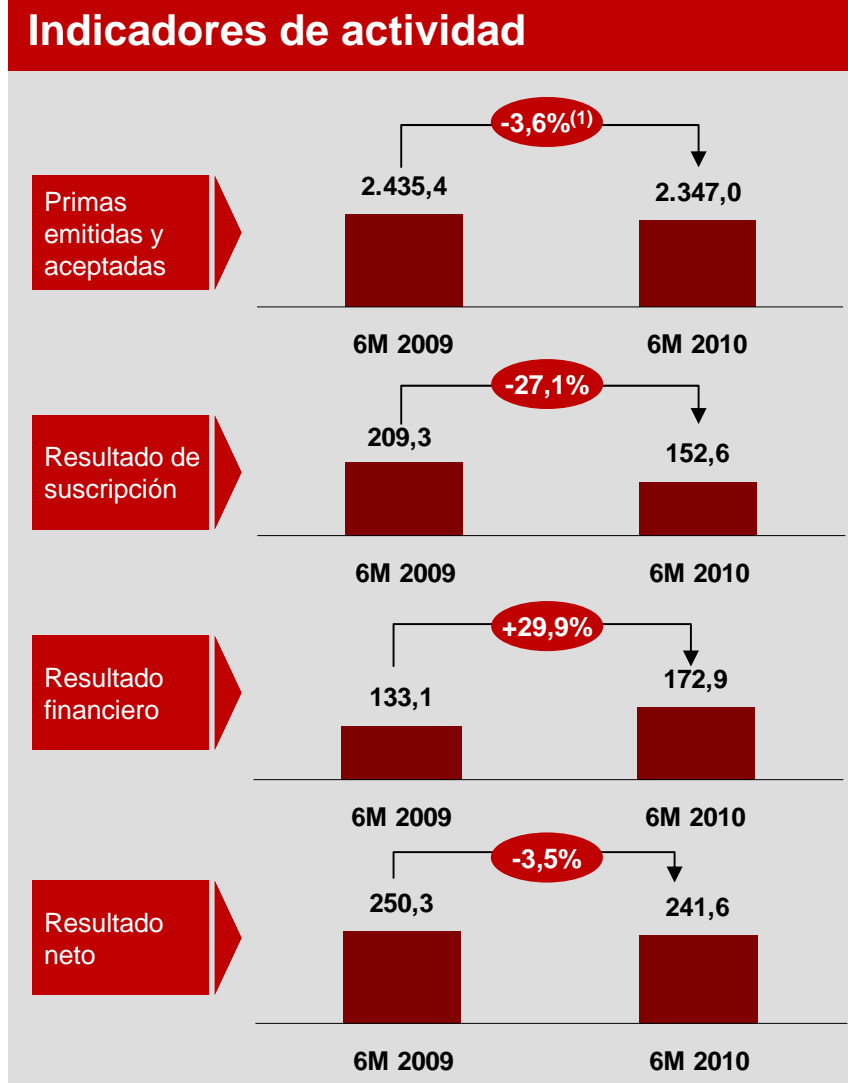 Indicadores de actividad
-3,6%(1)
2.435,4 2.347,0
Primas
emitidas y
aceptadas
6M 2009 6M 2010
-27,1%
209,3 152,6
Resultado de
suscripción
6M 2009 6M 2010
+29,9%
133,1 172,9
Resultado
financiero
6M 2009 6M 2010
-3,5%
250,3 241,6
Resultado
neto
6M 2009 6M 2010